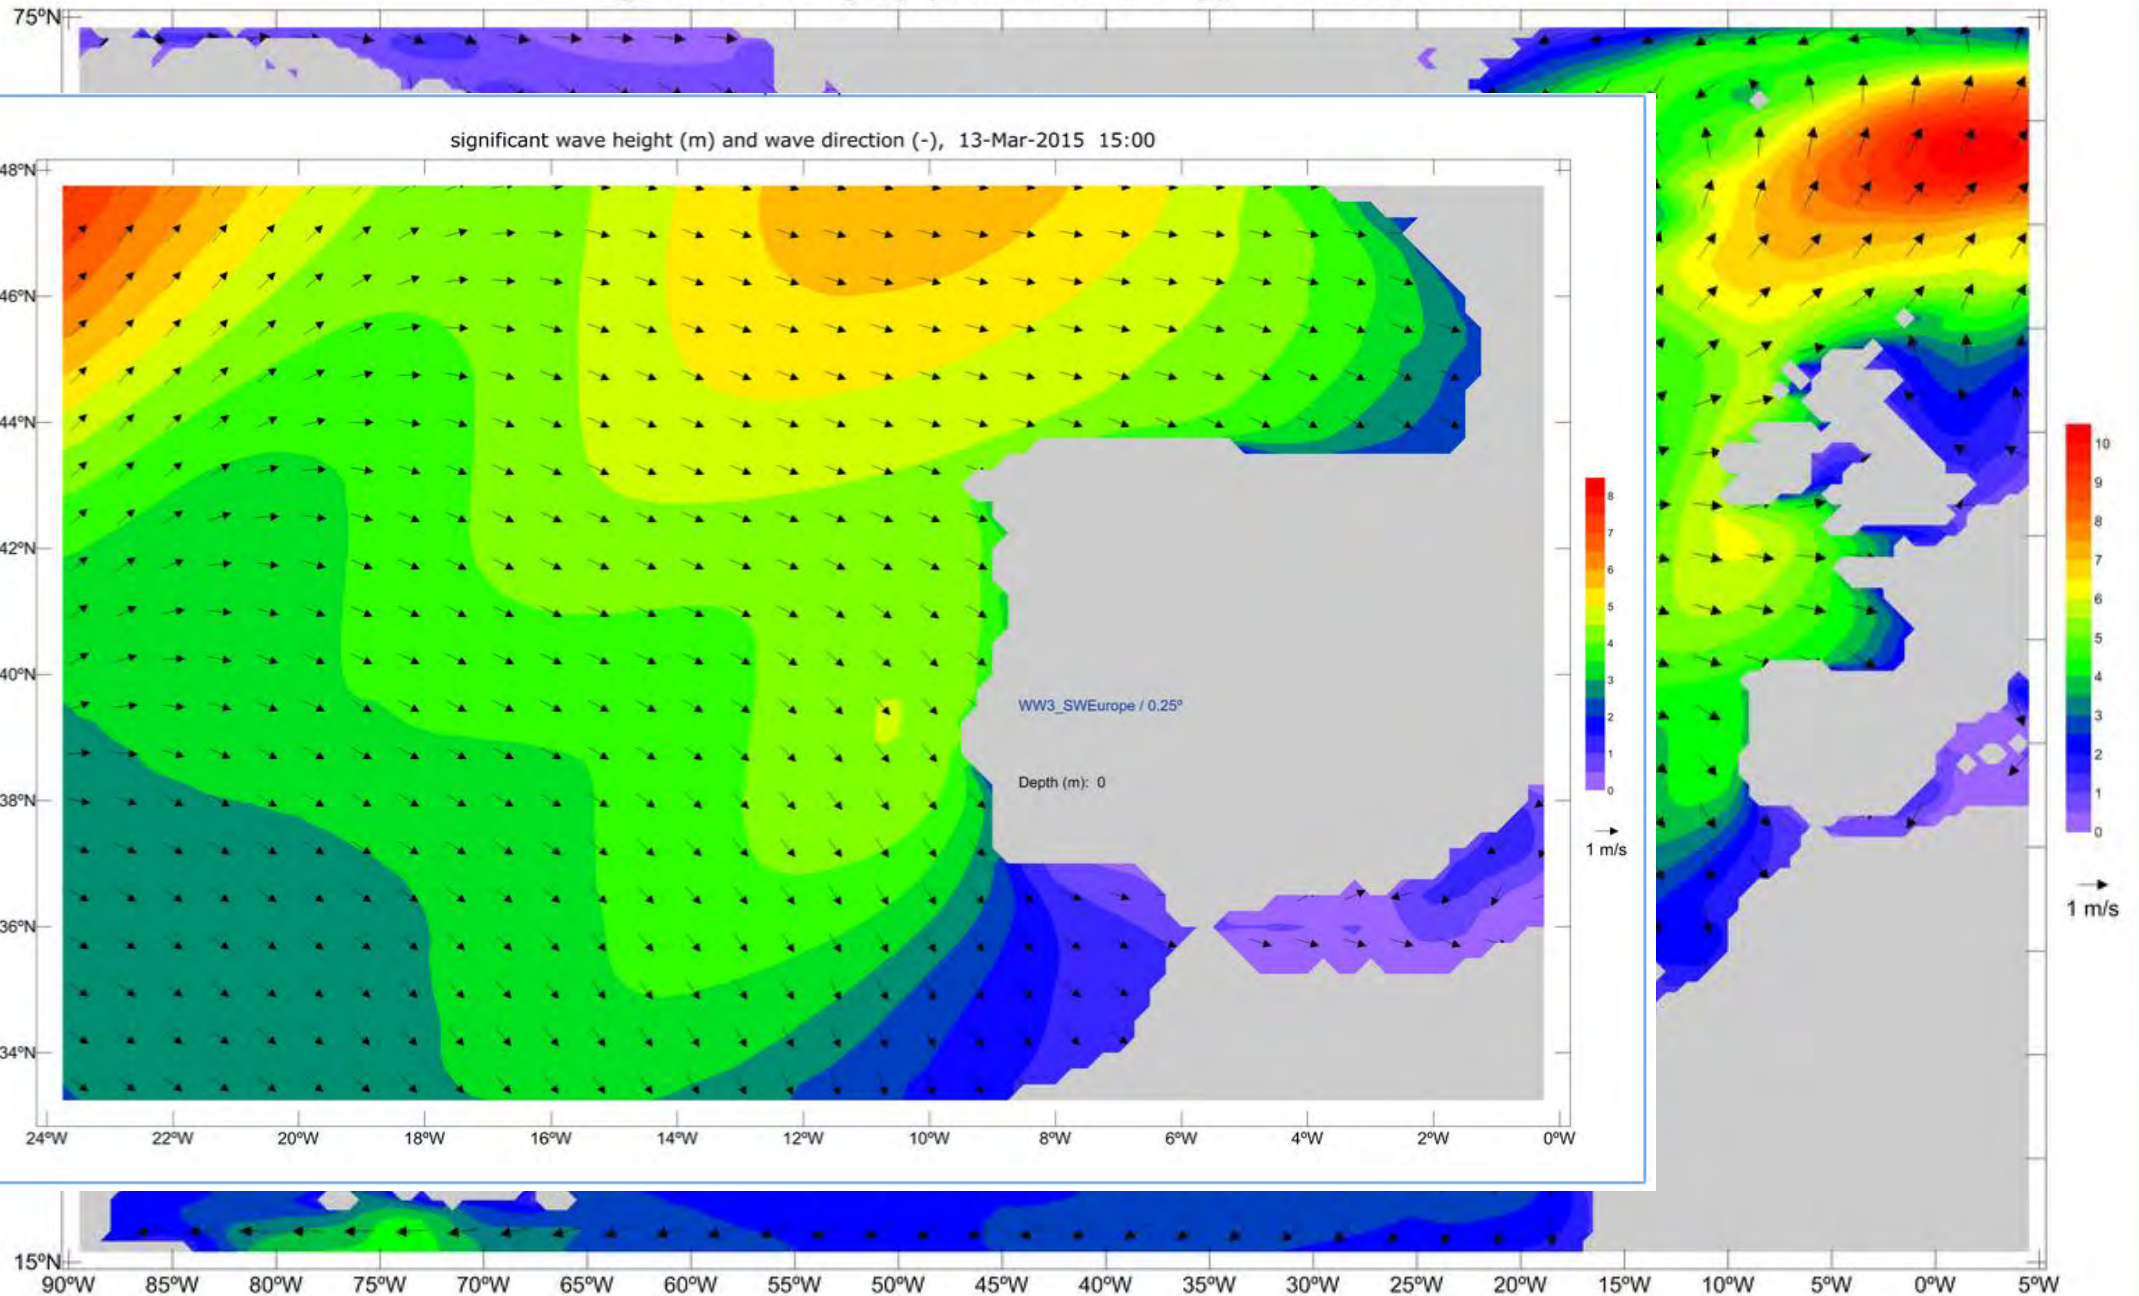 75ºN
significant wave height (m) and wave direction (-), 13-Mar-2015 15:00
48ºN
46ºN
44ºN
42ºN
40ºN
38ºN
36ºN
34ºN
WW3_SWEurope / 0.25º
Depth (m): 0
8
7
6
5
4
3
2
1
0
1 m/s
24ºW 22ºW 20ºW 18ºW 16ºW 14ºW 12ºW 10ºW 8ºW 6ºW 4ºW 2ºW 0ºW
10
9
8
7
6
5
4
3
2
1
0
1 m/s
15ºN
90ºW 85ºW 80ºW 75ºW 70ºW 65ºW 60ºW 55ºW 50ºW 45ºW 40ºW 35ºW 30ºW 25ºW 20ºW 15ºW 10ºW 5ºW 0ºW 5ºW